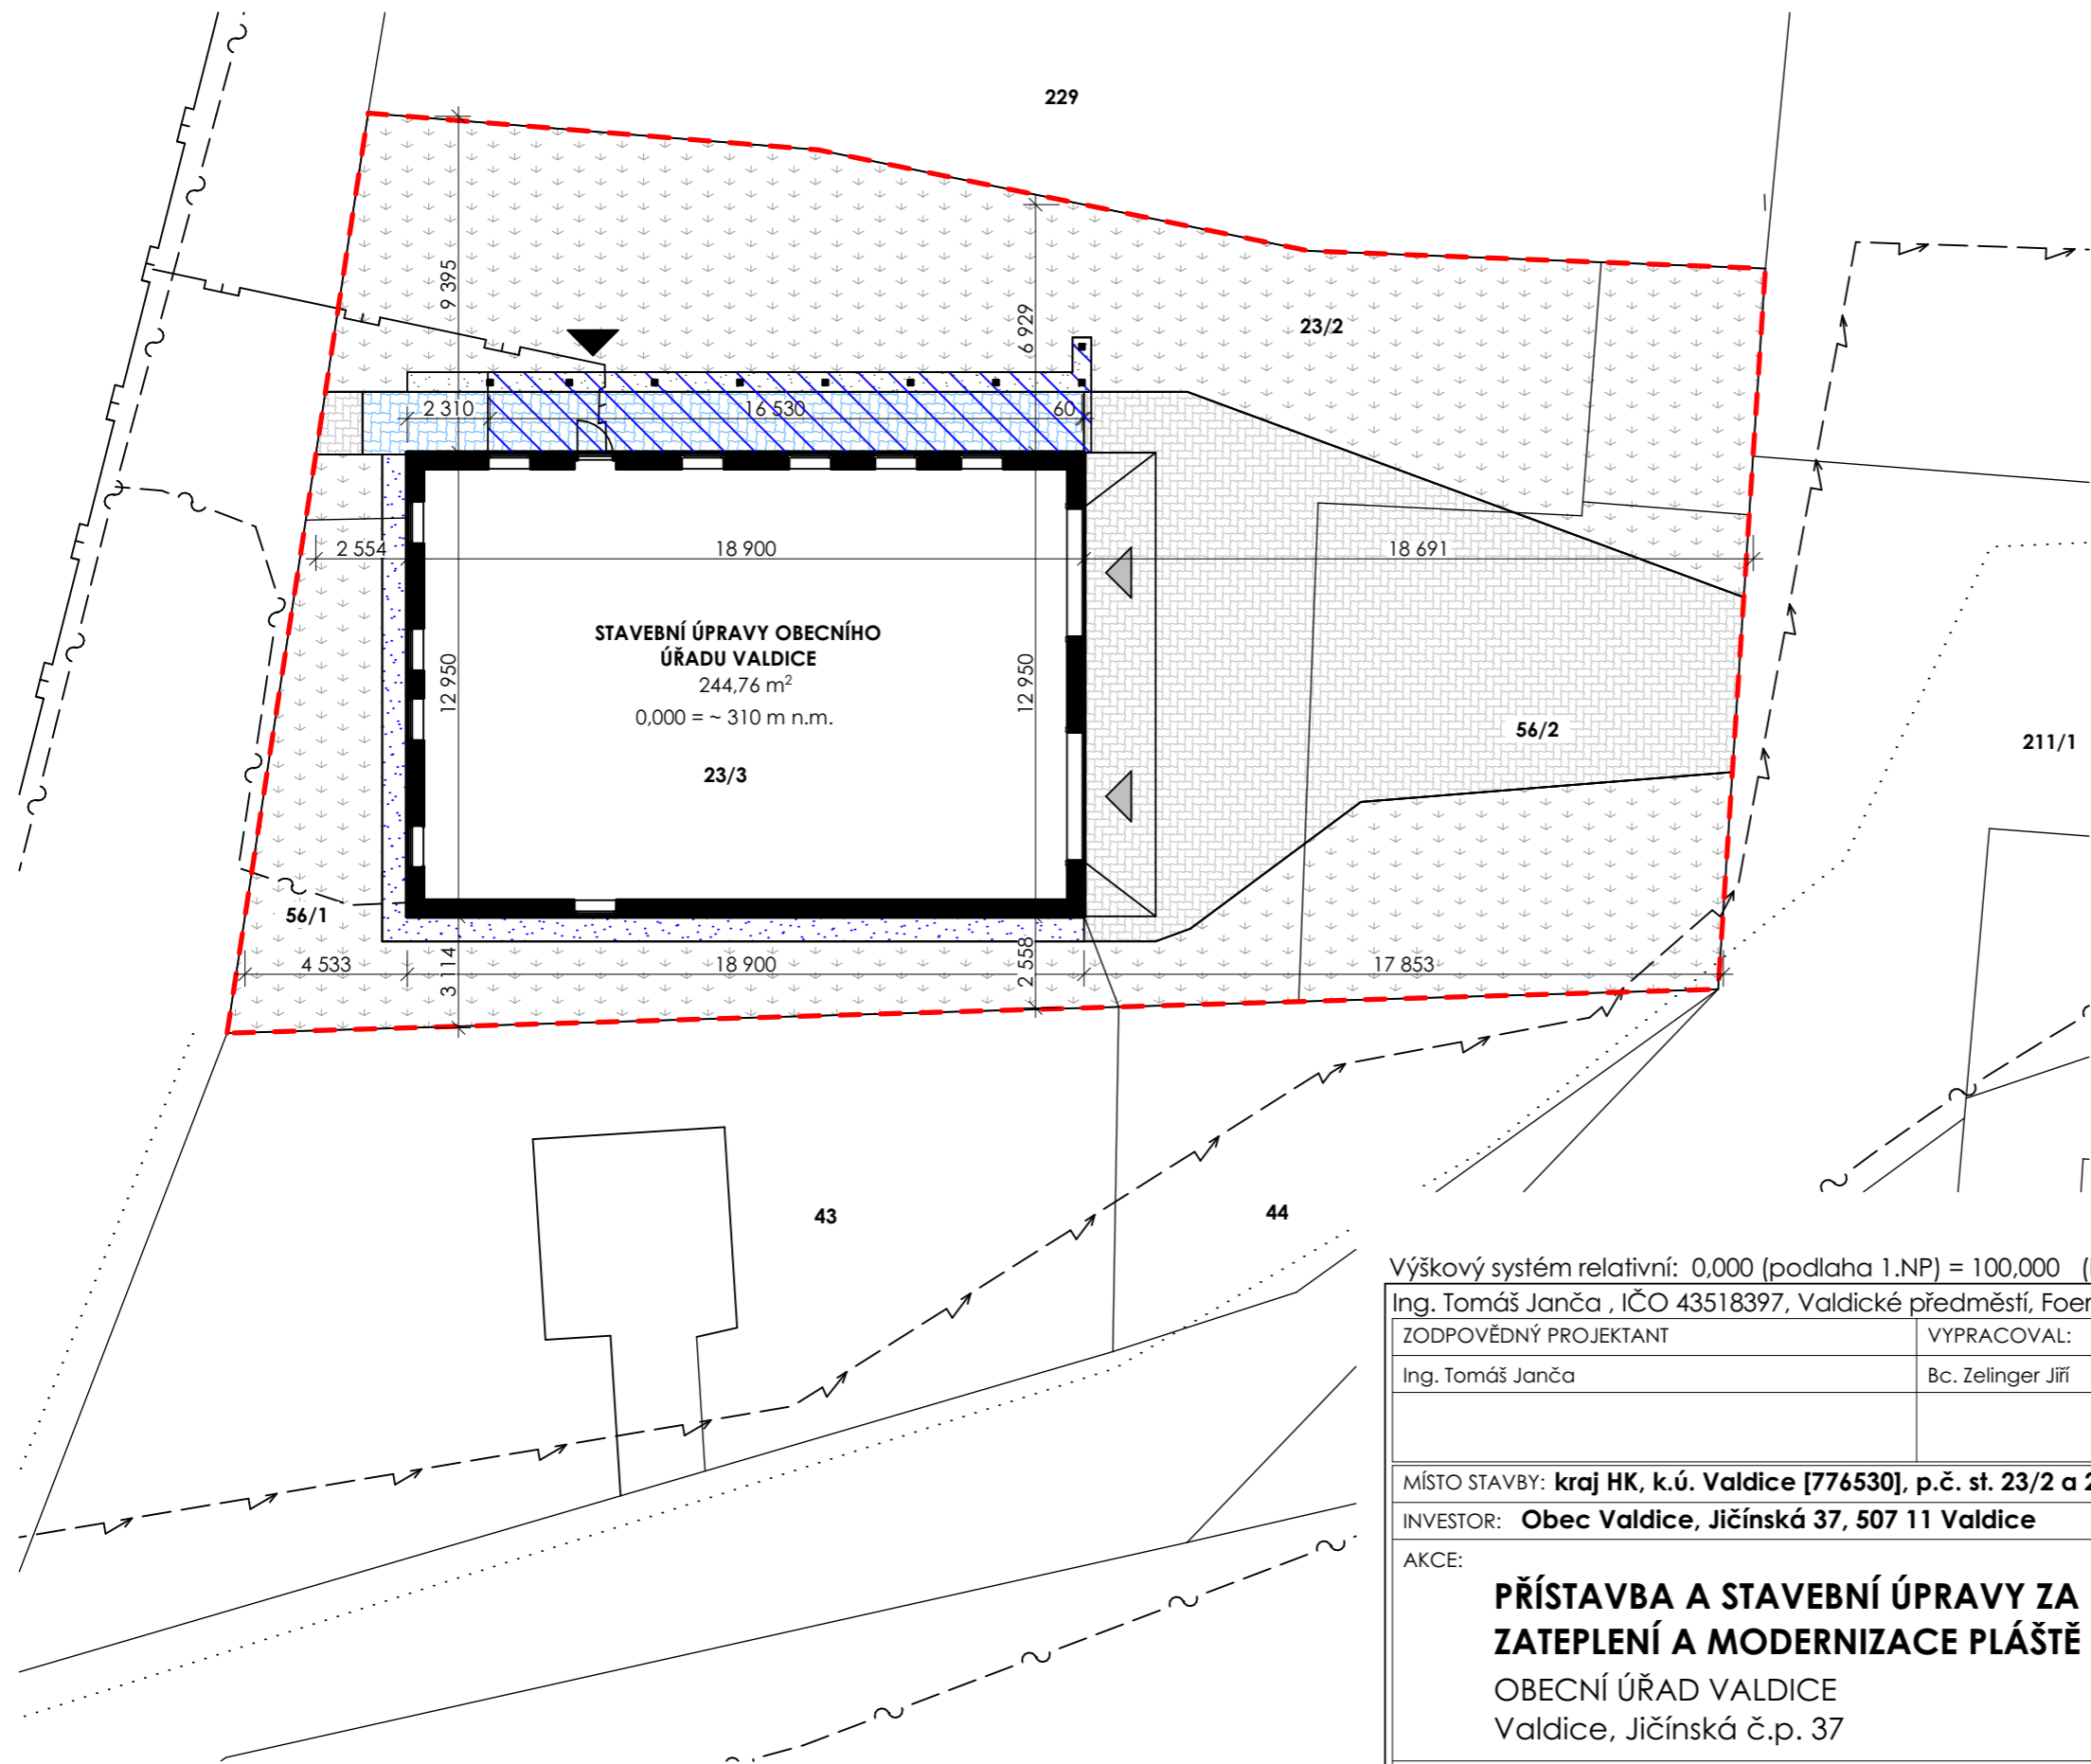 229
9 395
6 929
23/2
2 310
16 530
60
2 554
18 900
18 691
STAVEBNÍ ÚPRAVY OBECNÍHO
ÚŘADU VALDICE
244,76 m²
0,000 = ~ 310 m n.m.
12 950
12 950
23/3
56/2
211/1
56/1
4 533
3 114
18 900
2 558
17 853
43
44
Výškový systém relativní: 0,000 (podlaha 1.NP) = 100,000 (
Ing. Tomáš Janča , IČO 43518397, Valdické předměstí, Foer
ZODPOVĚDNÝ PROJEKTANT
VYPRACOVAL:
Ing. Tomáš Janča
Bc. Zelinger Jiří
MÍSTO STAVBY: kraj HK, k.ú. Valdice [776530], p.č. st. 23/2 a 2
INVESTOR: Obec Valdice, Jičínská 37, 507 11 Valdice
AKCE:
PŘÍSTAVBA A STAVEBNÍ ÚPRAVY ZA
ZATEPLENÍ A MODERNIZACE PLÁŠTĚ
OBECNÍ ÚŘAD VALDICE
Valdice, Jičínská č.p. 37